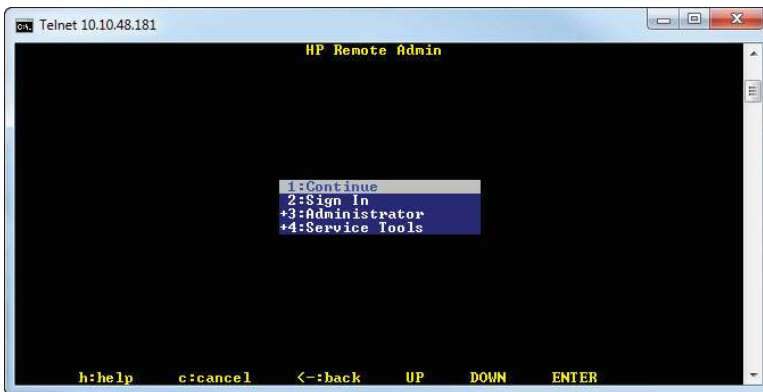 Telnet 10.10.48.181
HP Remote Admin
1:Continue
2:Sign In
+3:Administrator
+4:Service Tools
h:help c:cancel <-:back UP DOWN ENTER